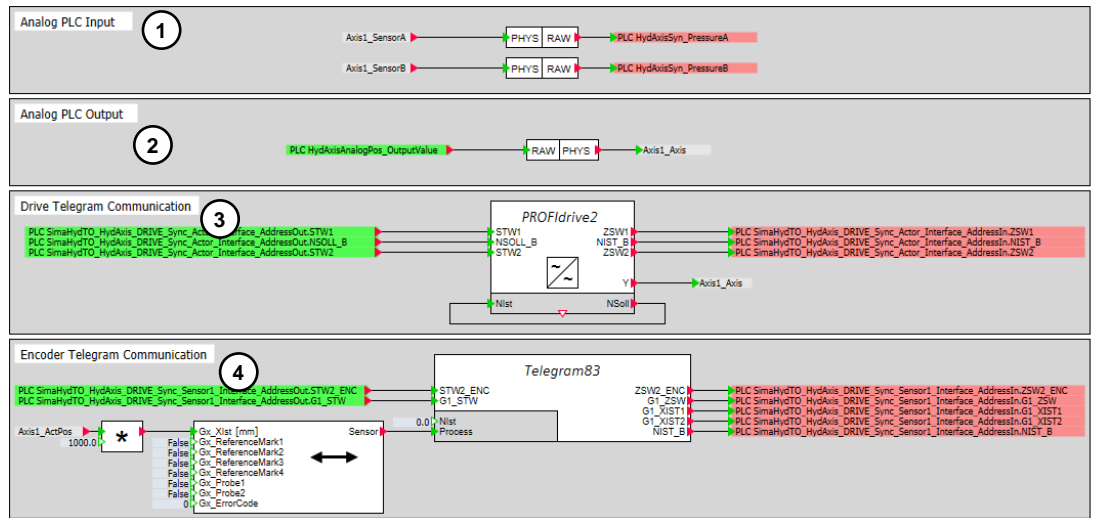 Analog PLC Input
1
Axis1_SensorA
PHYS RAW
PLC HydAxisSyn_PressureA
Axis1_SensorB
PHYS RAW
PLC HydAxisSyn_PressureB
Analog PLC Output
2
PLC HydAxisAnalogPos_OutputValue
RAW PHYS
Axis1_Axis
Drive Telegram Communication
3
PROFIdrive2
PLC SimaHydTO_HydAxis_DRIVE_Sync_Actor_Interface_AddressOut.STW1
STW1
ZSW1
PLC SimaHydTO_HydAxis_DRIVE_Sync_Actor_Interface_AddressIn.ZSW1
PLC SimaHydTO_HydAxis_DRIVE_Sync_Actor_Interface_AddressOut.NSOLL_B
NSOLL_B
NIST_B
PLC SimaHydTO_HydAxis_DRIVE_Sync_Actor_Interface_AddressIn.NIST_B
PLC SimaHydTO_HydAxis_DRIVE_Sync_Actor_Interface_AddressOut.STW2
STW2
ZSW2
PLC SimaHydTO_HydAxis_DRIVE_Sync_Actor_Interface_AddressIn.ZSW2
~
~
Y
Axis1_Axis
NIst
NSoll
Encoder Telegram Communication
4
Telegram83
PLC SimaHydTO_HydAxis_DRIVE_Sync_Sensor1_Interface_AddressOut.STW2_ENC
STW2_ENC
ZSW2_ENC
PLC SimaHydTO_HydAxis_DRIVE_Sync_Sensor1_Interface_AddressIn.ZSW2_ENC
PLC SimaHydTO_HydAxis_DRIVE_Sync_Sensor1_Interface_AddressOut.G1_STW
G1_STW
G1_ZSW
PLC SimaHydTO_HydAxis_DRIVE_Sync_Sensor1_Interface_AddressIn.G1_ZSW
G1_XIST1
PLC SimaHydTO_HydAxis_DRIVE_Sync_Sensor1_Interface_AddressIn.G1_XIST1
0.0
NIst
G1_XIST2
PLC SimaHydTO_HydAxis_DRIVE_Sync_Sensor1_Interface_AddressIn.G1_XIST2
Process
NIST_B
PLC SimaHydTO_HydAxis_DRIVE_Sync_Sensor1_Interface_AddressIn.NIST_B
Axis1_ActPos
1000.0
*
Gx_XIst [mm]
Sensor
False
Gx_ReferenceMark1
False
Gx_ReferenceMark2
False
Gx_ReferenceMark3
False
Gx_ReferenceMark4
False
Gx_Probe1
False
Gx_Probe2
0
Gx_ErrorCode